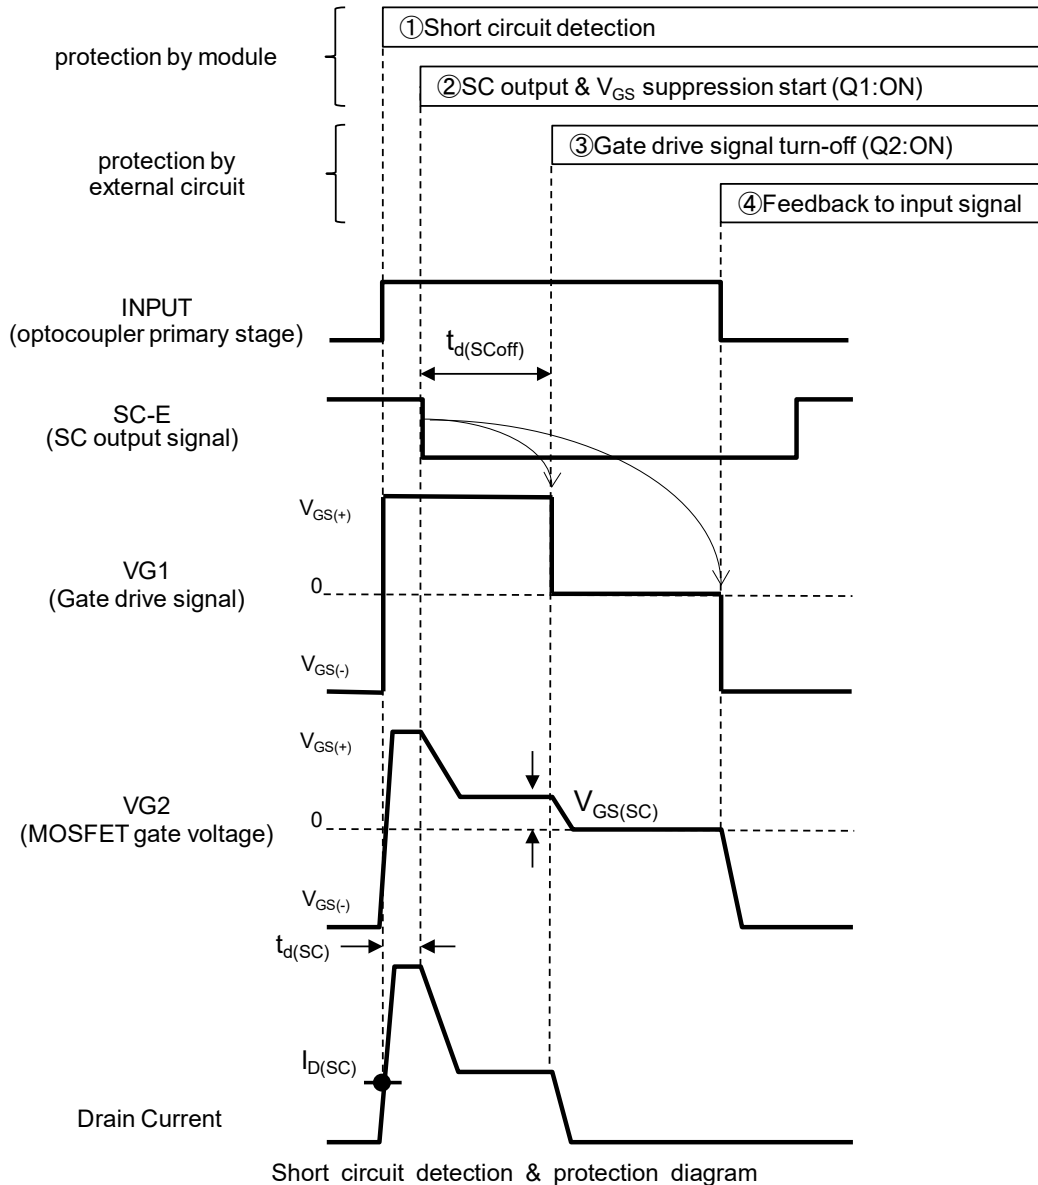 ①Short circuit detection
protection by module
②SC output & VGS suppression start (Q1:ON)
③Gate drive signal turn-off (Q2:ON)
protection by
external circuit
④Feedback to input signal
INPUT
(optocoupler primary stage)
td(SCoff)
SC-E
(SC output signal)
VGS(+)
VG1
(Gate drive signal)
0
VGS(-)
VGS(+)
VG2
(MOSFET gate voltage)
VGS(SC)
0
VGS(-)
td(SC)
ID(SC)
Drain Current
Short circuit detection & protection diagram